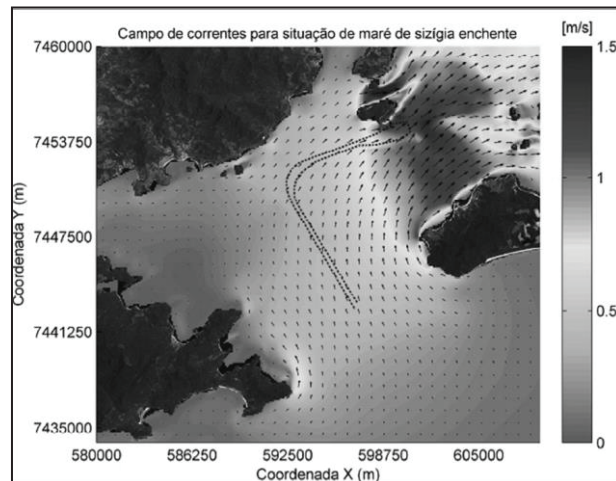 Campo de correntes para situação de maré de sizígia enchente
[m/s]
7460000
7453750
7447500
7441250
7435000
Coordenada Y (m)
580000 586250 592500 598750 605000
Coordenada X (m)
1.5
1
0.5
0